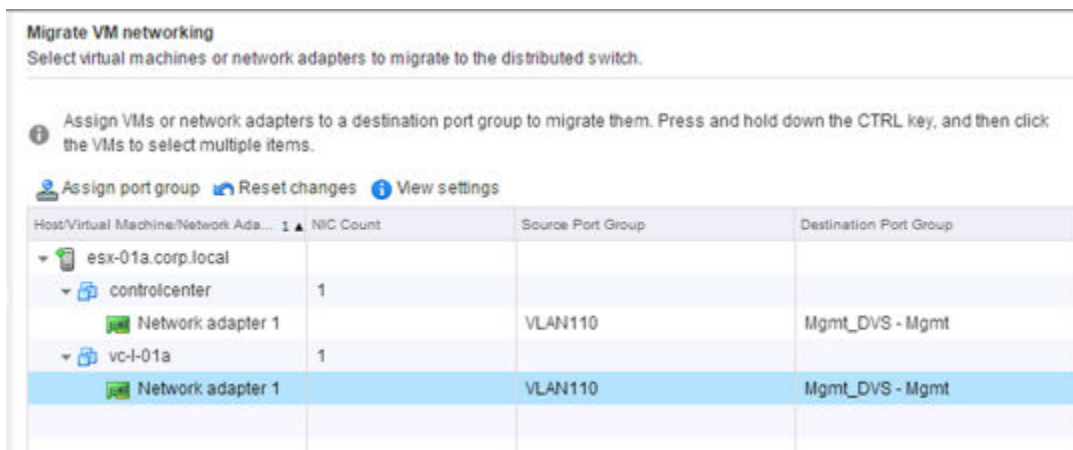 Migrate VM networking
Select virtual machines or network adapters to migrate to the distributed switch.
Assign VMs or network adapters to a destination port group to migrate them. Press and hold down the CTRL key, and then click
the VMs to select multiple items.
Assign port group Reset changes View settings
Host/Virtual Machine/Network Ada... 1 NIC Count Source Port Group Destination Port Group
esx-01a.corp.local
controlcenter 1
Network adapter 1 VLAN110 Mgmt_DVS - Mgmt
vc-l-01a 1
Network adapter 1 VLAN110 Mgmt_DVS - Mgmt